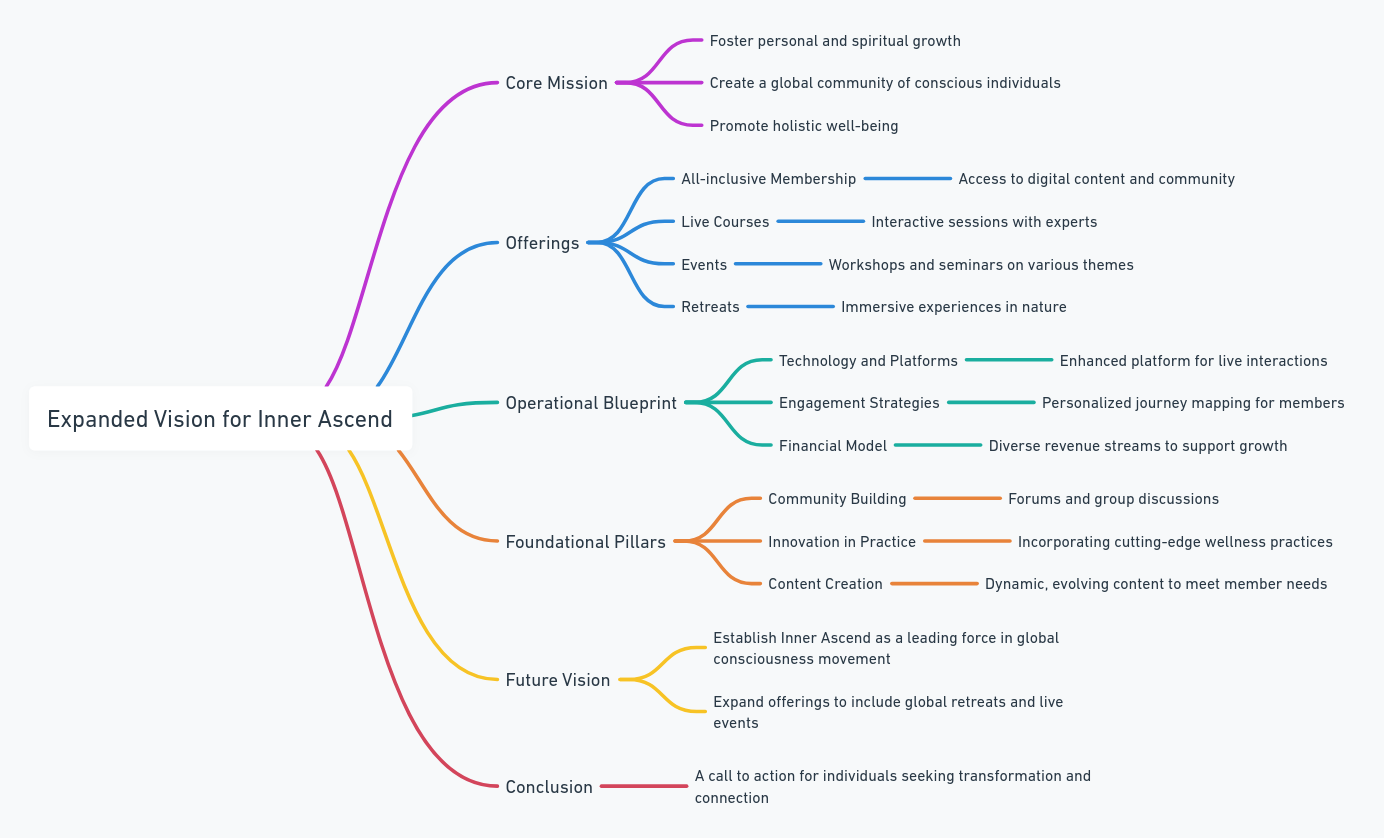 Expanded Vision for Inner Ascend
Core Mission
Foster personal and spiritual growth
Create a global community of conscious individuals
Promote holistic well-being
Offerings
All-inclusive Membership
Access to digital content and community
Live Courses
Interactive sessions with experts
Events
Workshops and seminars on various themes
Retreats
Immersive experiences in nature
Operational Blueprint
Technology and Platforms
Enhanced platform for live interactions
Engagement Strategies
Personalized journey mapping for members
Financial Model
Diverse revenue streams to support growth
Foundational Pillars
Community Building
Forums and group discussions
Innovation in Practice
Incorporating cutting-edge wellness practices
Content Creation
Dynamic, evolving content to meet member needs
Future Vision
Establish Inner Ascend as a leading force in global
consciousness movement
Expand offerings to include global retreats and live
events
Conclusion
A call to action for individuals seeking transformation and
connection